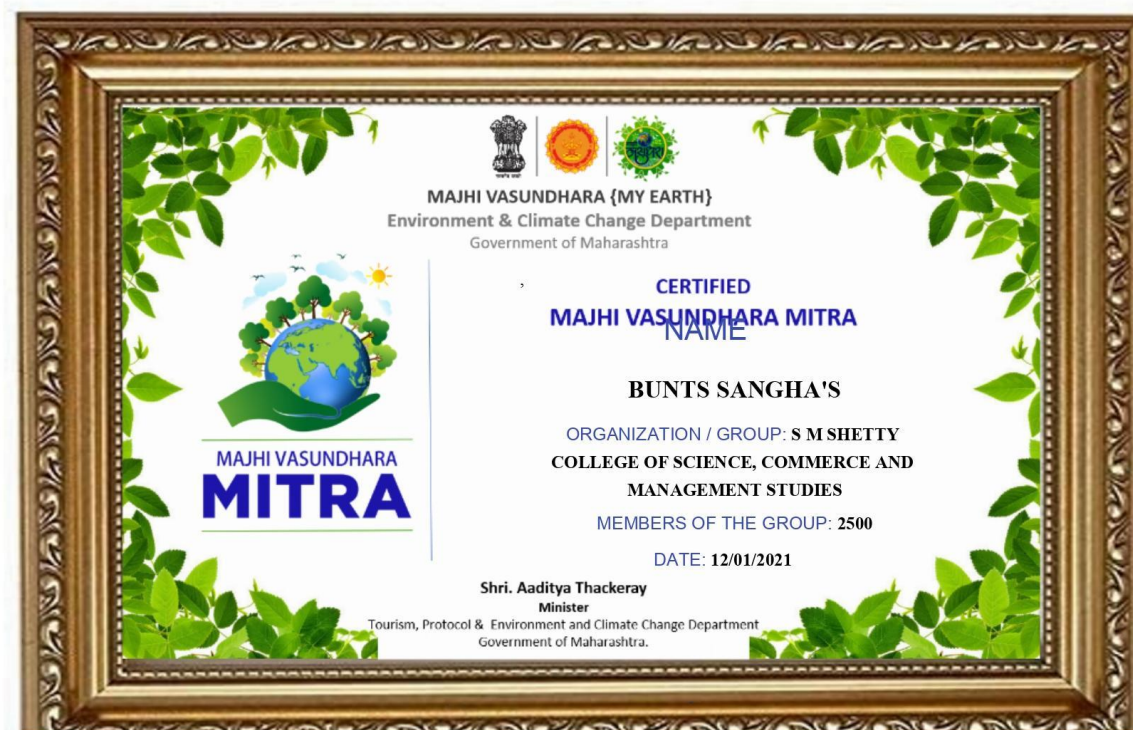 MAJHI VASUNDHARA {MY EARTH}
Environment & Climate Change Department
Government of Maharashtra
,
CERTIFIED
MAJHI VASUNDHARA MITRA
NAME
BUNTS SANGHA'S
ORGANIZATION / GROUP: S M SHETTY
COLLEGE OF SCIENCE, COMMERCE AND
MANAGEMENT STUDIES
MEMBERS OF THE GROUP: 2500
DATE: 12/01/2021
MAJHI VASUNDHARA
MITRA
Shri. Aaditya Thackeray
Minister
Tourism, Protocol & Environment and Climate Change Department
Government of Maharashtra.